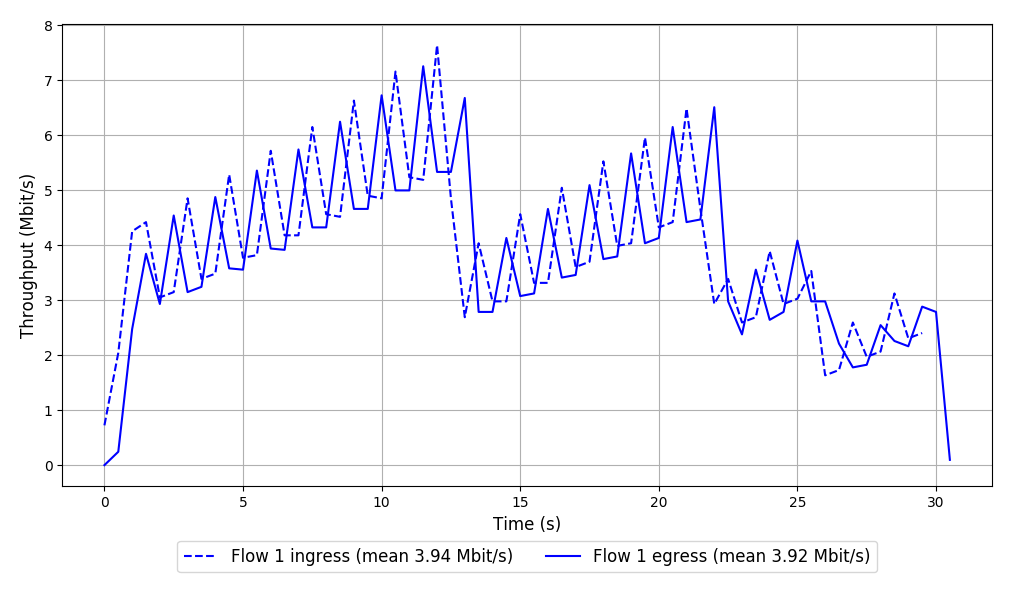 8
7
6
5
4
3
2
1
0
Throughput (Mbit/s)
0 5 10 15 20 25 30
Time (s)
Flow 1 ingress (mean 3.94 Mbit/s) Flow 1 egress (mean 3.92 Mbit/s)